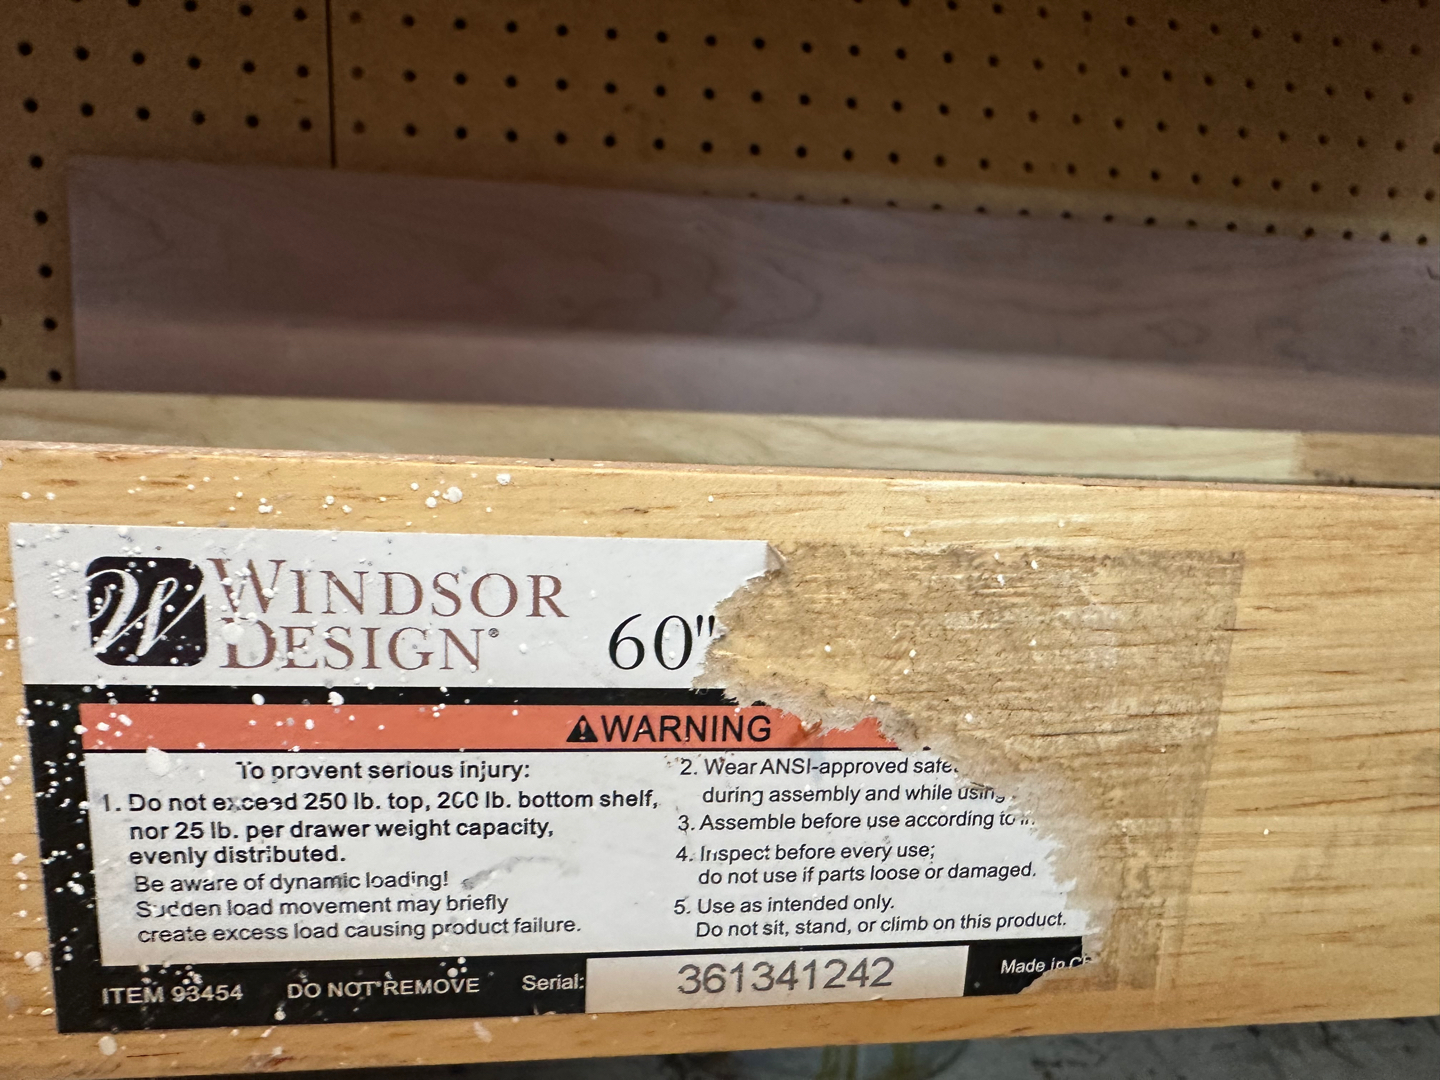 W
WINDSOR
DESIGN®
60"
⚠WARNING
To prevent serious injury:
1. Do not exceed 250 lb. top, 200 lb. bottom shelf,
nor 25 lb. per drawer weight capacity,
evenly distributed.
Be aware of dynamic loading!
Sudden load movement may briefly
create excess load causing product failure.
2. Wear ANSI-approved
during assembly and while using
3. Assemble before use according to
4. Inspect before every use;
do not use if parts loose or damaged.
5. Use as intended only.
Do not sit, stand, or climb on this product.
ITEM 93454 DO NOT REMOVE Serial: 361341242 Made in